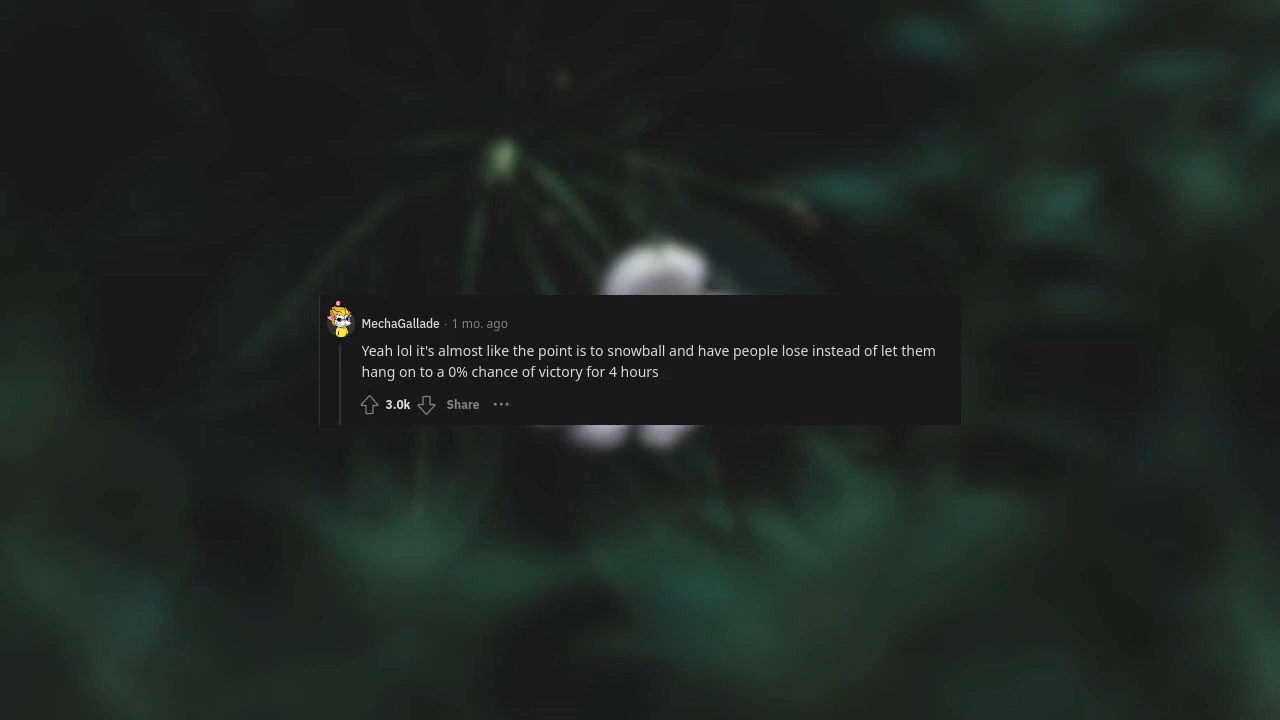 MechaGallade · 1 mo. ago
Yeah lol it's almost like the point is to snowball and have people lose instead of let them
hang on to a 0% chance of victory for 4 hours
3.0k Share ···